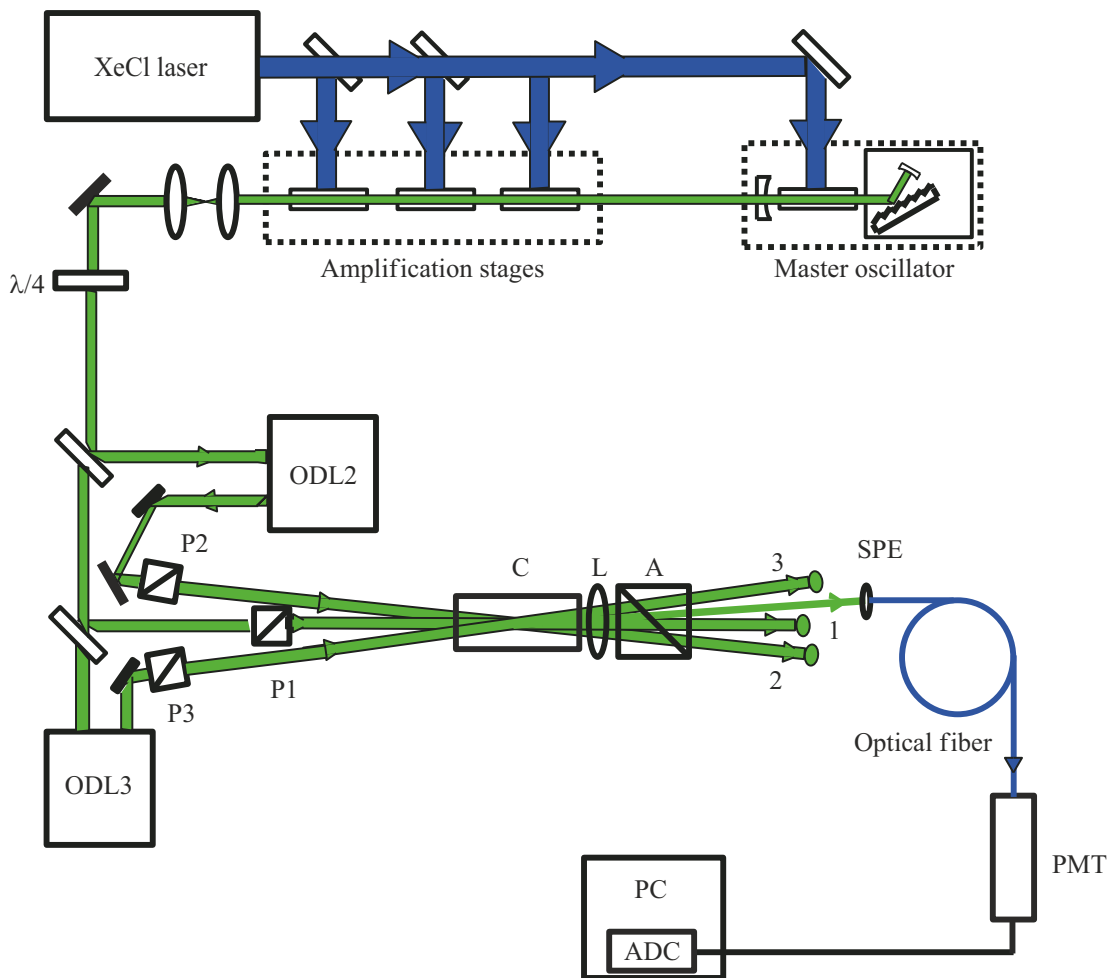 XeCl laser
Amplification stages
Master oscillator
λ/4
ODL2
P2
C
L
A
3
SPE
1
2
P1
P3
ODL3
Optical fiber
PMT
PC
ADC